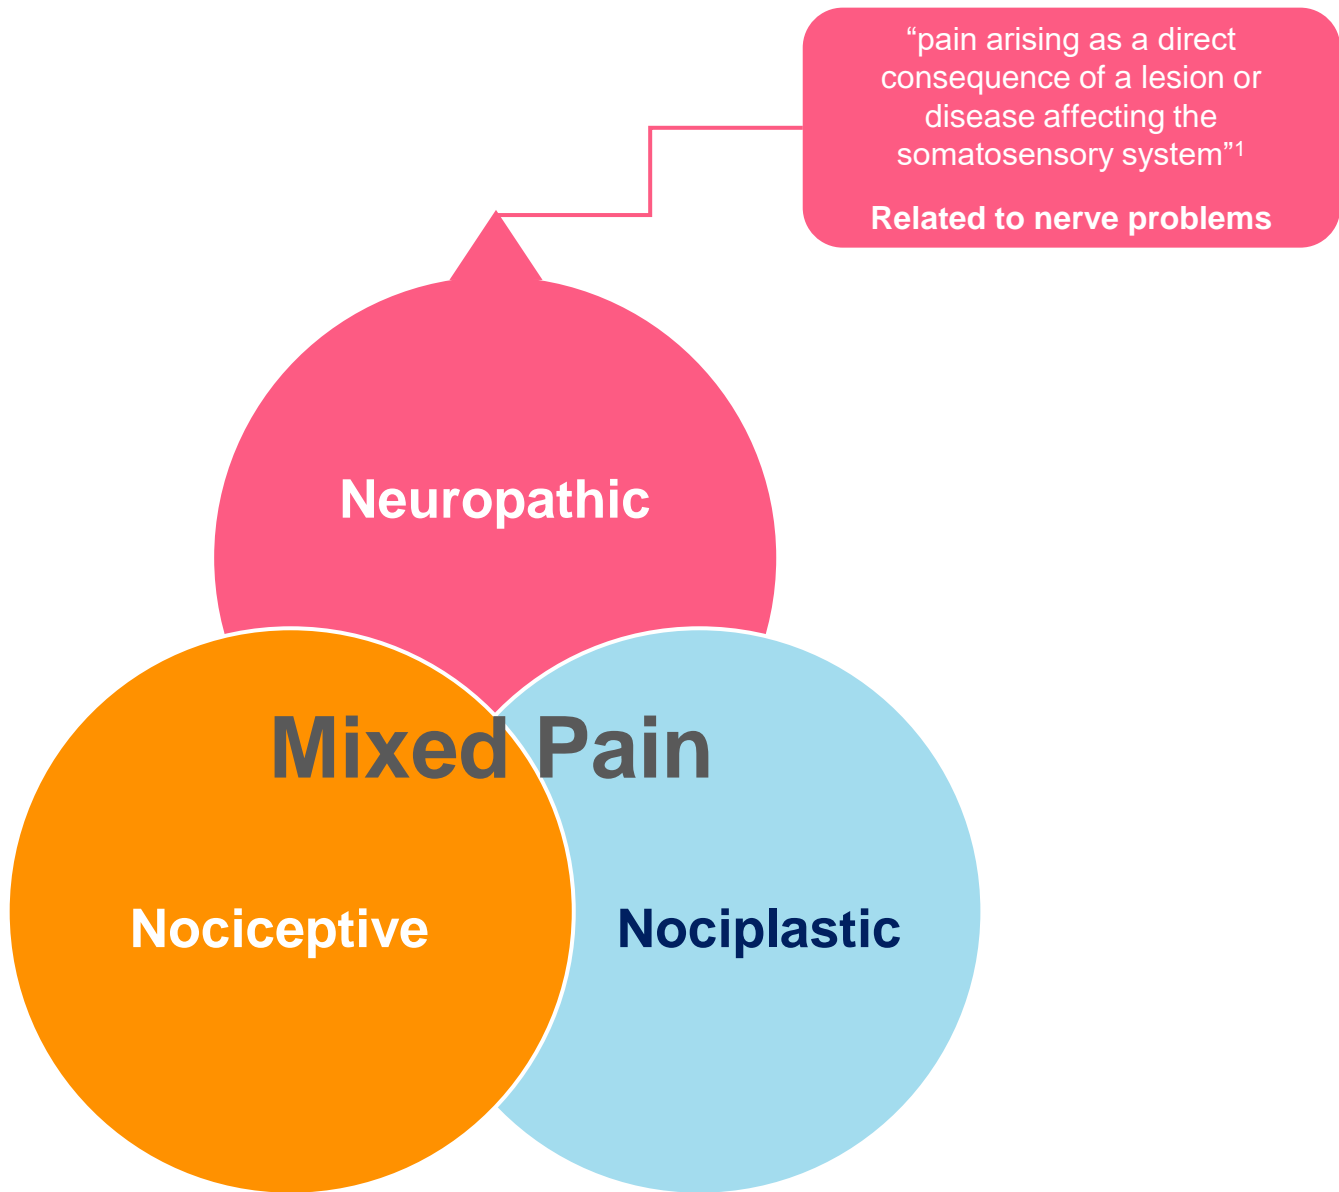 “pain arising as a direct
consequence of a lesion or
disease affecting the
somatosensory system”¹
Related to nerve problems
Neuropathic
Mixed Pain
Nociceptive
Nociplastic